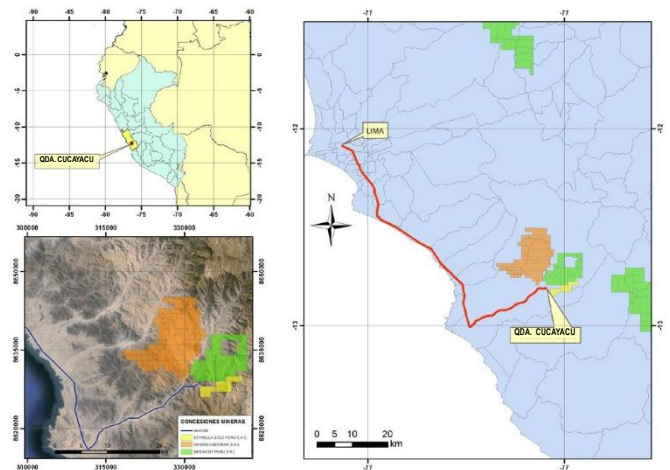 -90 -85 -80 -75 -70 -65 -60
0
-5
-10
-15
-20
QDA. CUCAYACU
-90 -85 -80 -75 -70 -65 -60
300000 315000 330000
8650000
8635000
8620000
CONCESIONES MINERAS
300000 315000 330000
-77 -77
-12
LIMA
N
-13
QDA. CUCAYACU
0 5 10 20
km
-77 -77